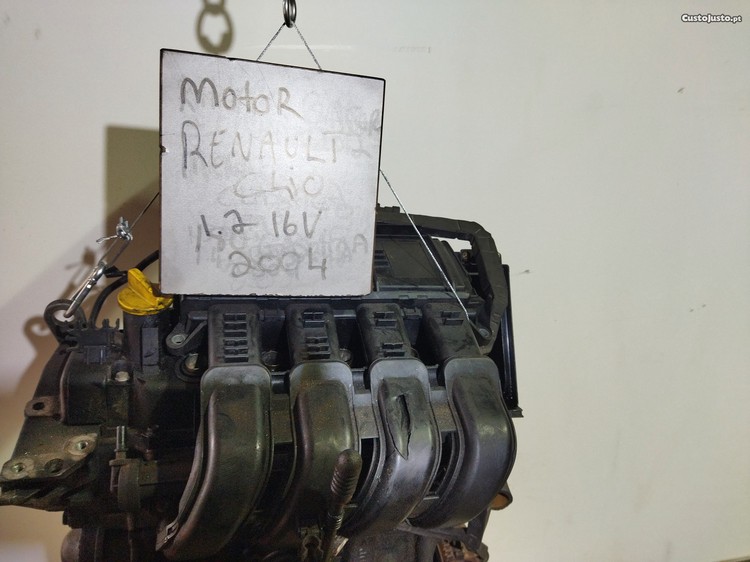 CustoJusto.pt
MotoR
RENAULT
CLiO
1.2 16V
2004